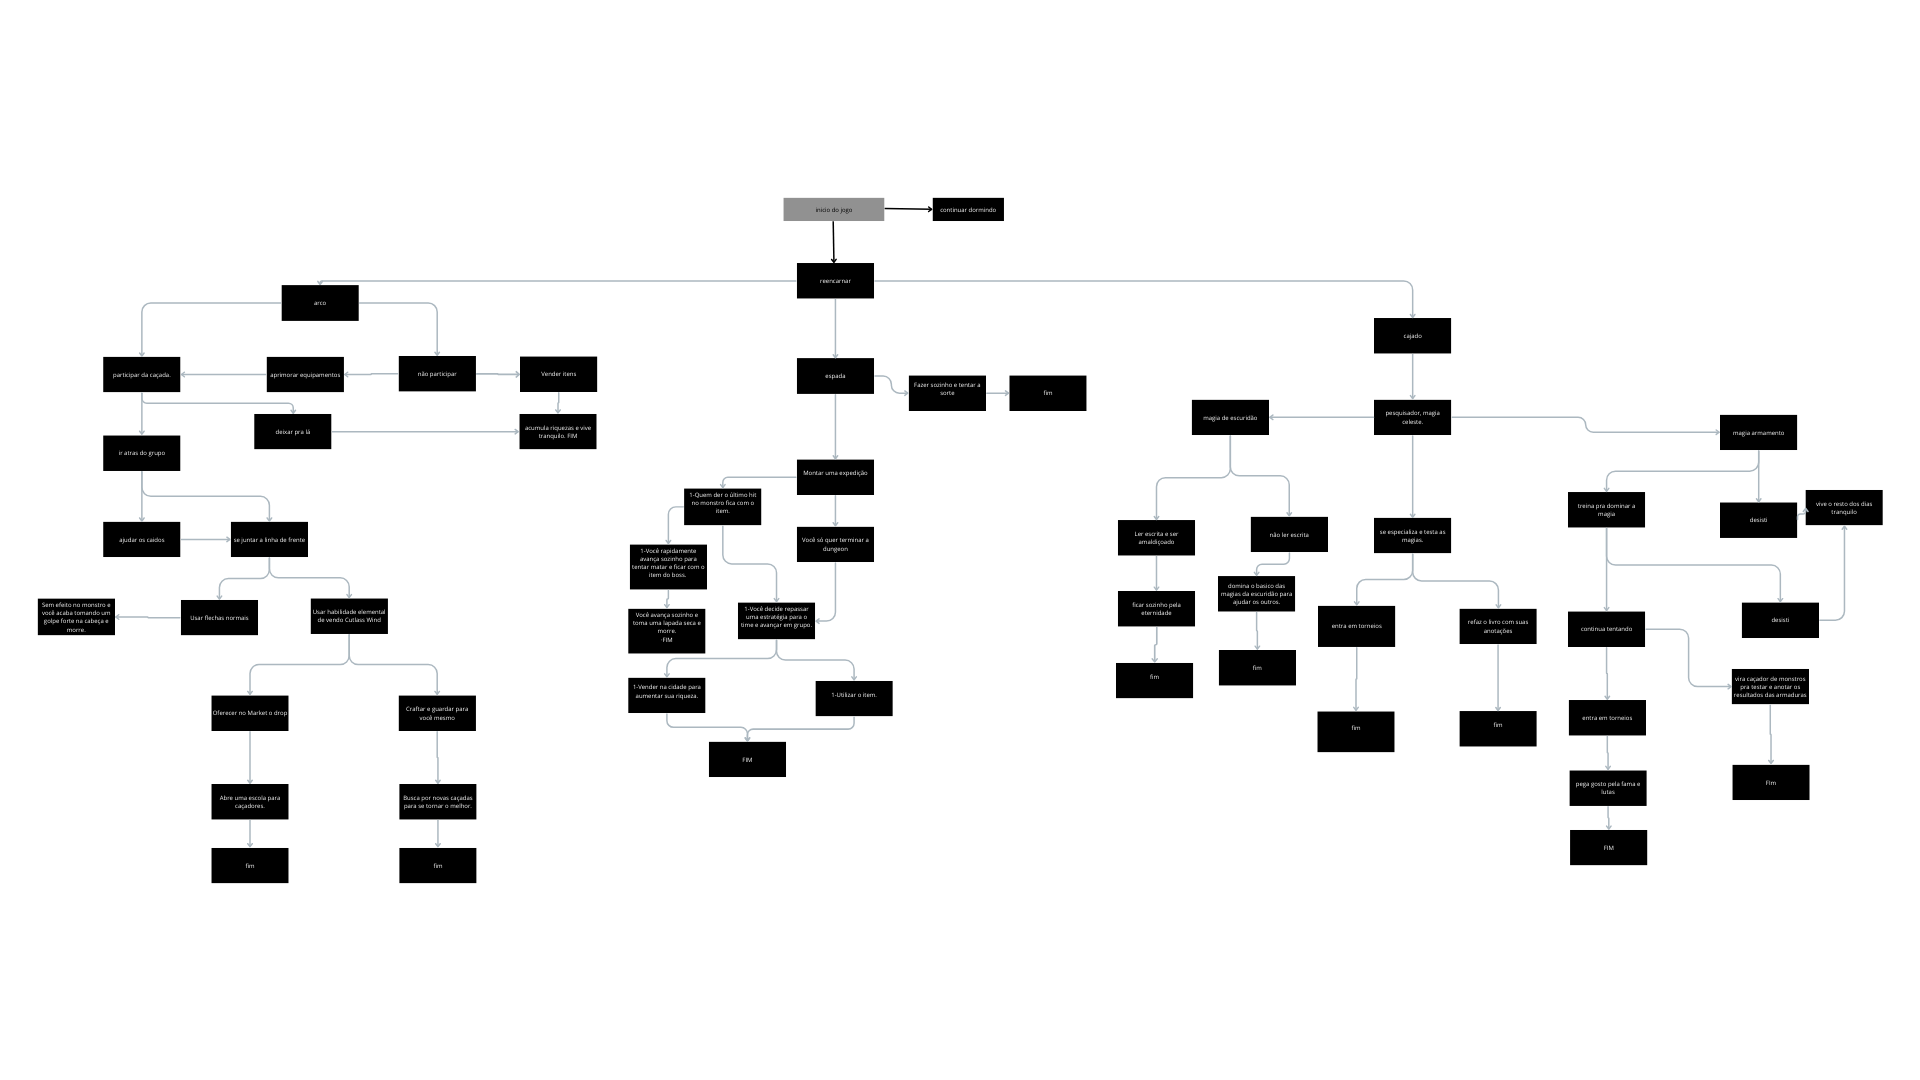 inicio do jogo
continuar dormindo
reencarnar
arco
cajado
participar da caçada.
aprimorar equipamentos
não participar
Vender itens
espada
Fazer sozinho e tentar a
sorte
fim
deixar pra lá
acumula riquezas e vive
tranquilo. FIM
ir atras do grupo
magia de escuridão
pesquisador, magia
celeste.
magia armamento
Montar uma expedição
1-Quem der o último hit
no monstro fica com o
item.
Você só quer terminar a
dungeon
ajudar os caídos
se juntar a linha de frente
1-Você rapidamente
avança sozinho para
tentar matar e ficar com o
item do boss.
Ler escrita e ser
amaldiçoado
não ler escrita
se especializa e testa as
magias.
treina pra dominar a
magia
desisti
vive o resto dos dias
tranquilo
Sem efeito no monstro e
você acaba tomando um
golpe forte na cabeça e
morre.
Usar flechas normais
Usar habilidade elemental
de vendo Cutlass Wind
Você avança sozinho e
toma uma lapada seca e
morre.
-FIM
1-Você decide repassar
uma estratégia para o
time e avançar em grupo.
ficar sozinho pela
eternidade
domina o basico das
magias da escuridão para
ajudar os outros.
entra em torneios
refaz o livro com suas
anotações
continua tentando
desisti
1-Vender na cidade para
aumentar sua riqueza.
1-Utilizar o item.
fim
fim
vira caçador de monstros
pra testar e anotar os
resultados das armaduras
Oferecer no Market o drop
Craftar e guardar para
você mesmo
FIM
fim
fim
entra em torneios
Abre uma escola para
caçadores.
Busca por novas caçadas
para se tornar o melhor.
pega gosto pela fama e
lutas
FIm
fim
fim
FIM